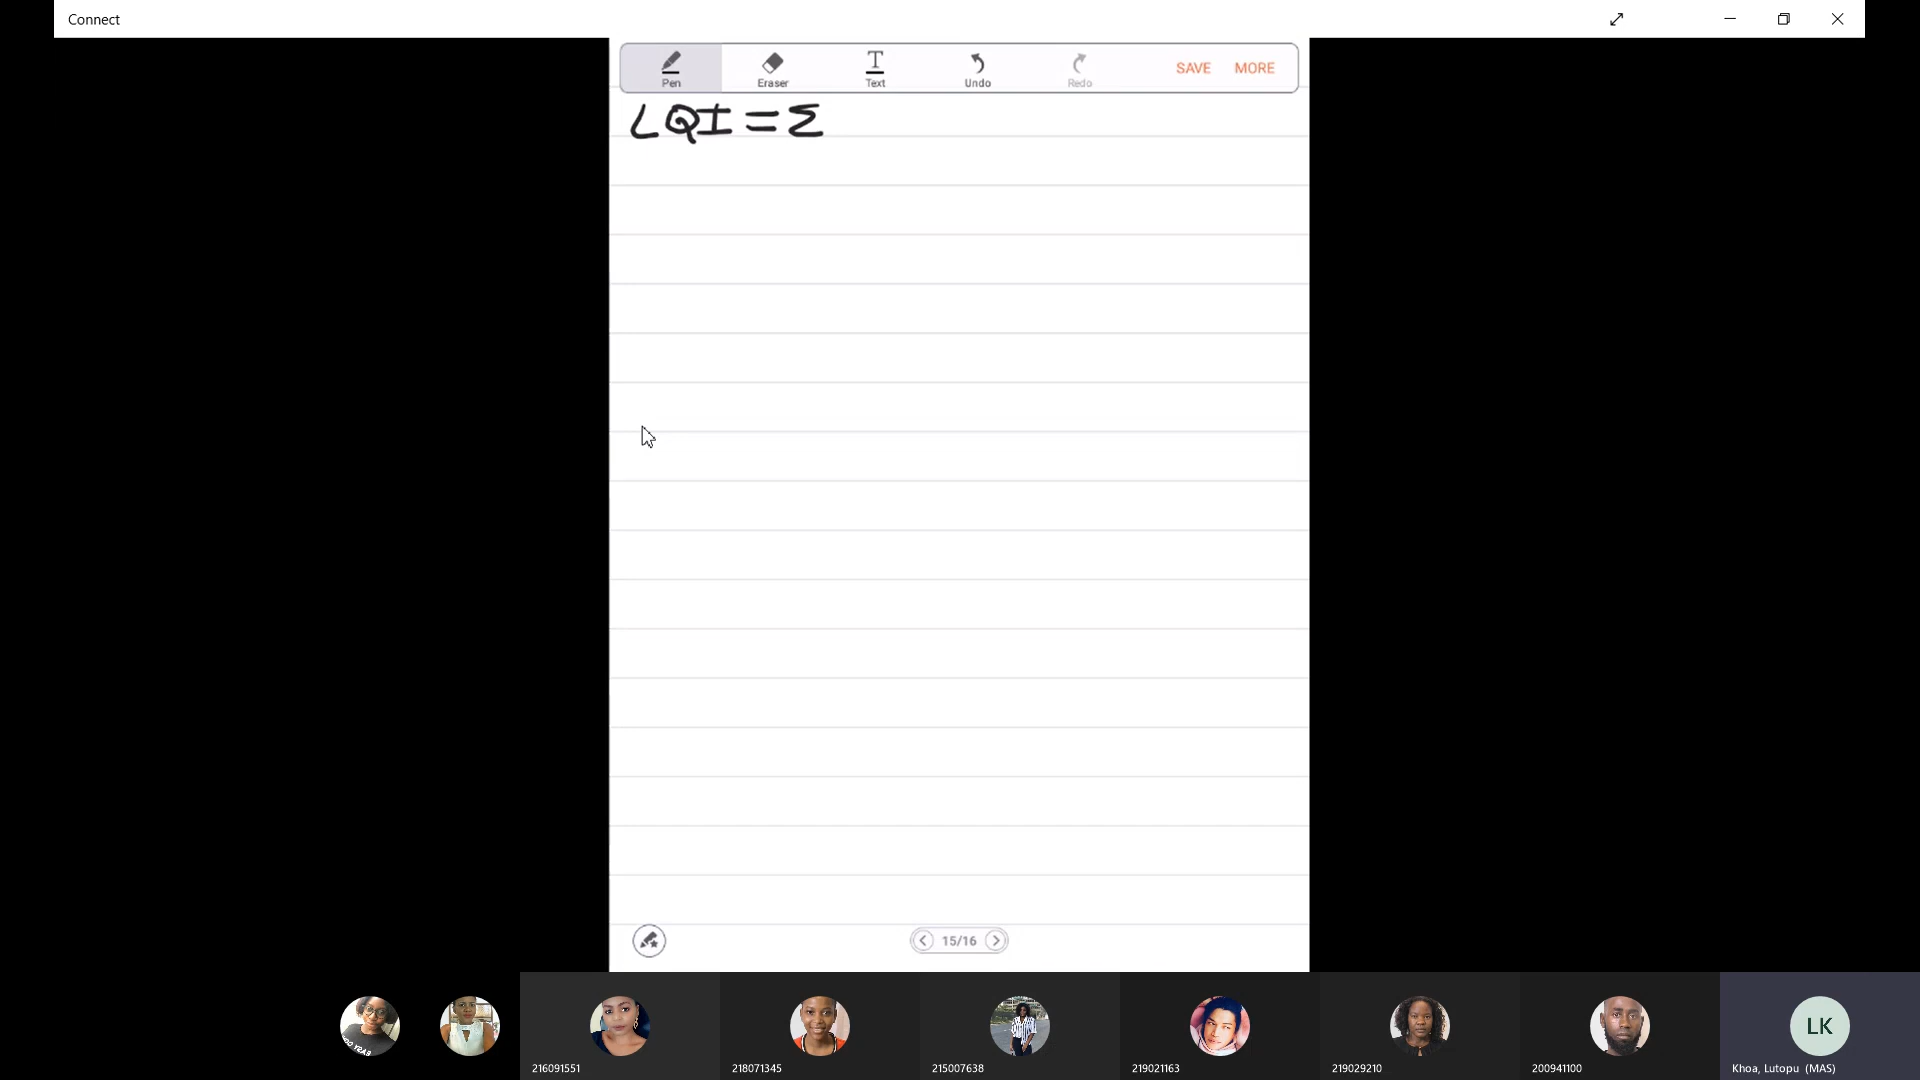 Connect
Pen
Eraser
Text
Undo
Redo
SAVE
MORE
LQI = Σ
15/16
216091551
218071345
215007638
219021163
219029210
200941100
LK
Khoa, Lutopu (MAS)